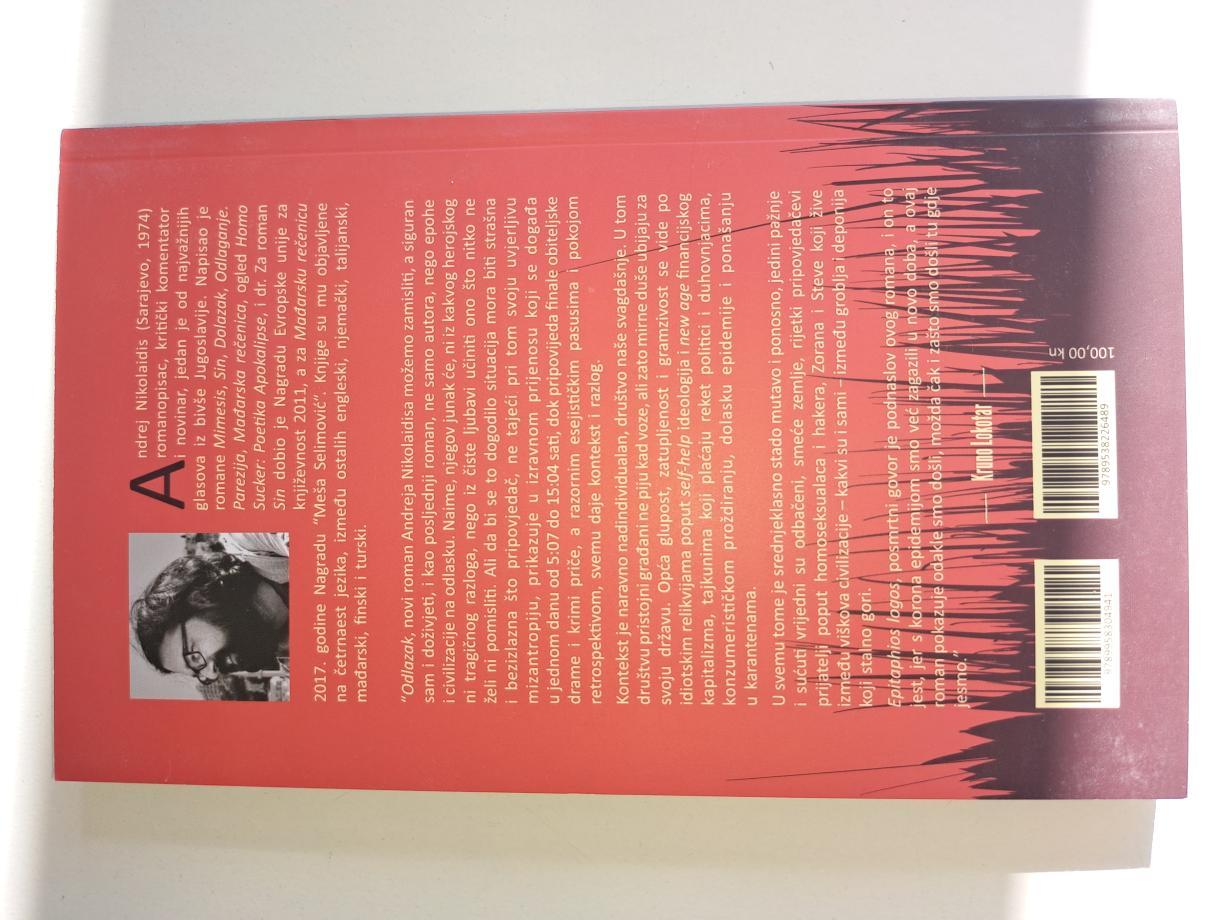 Andrej Nikolaidis (Sarajevo, 1974)
romanopisac, kritički komentator
i novinar, jedan je od najvažnijih
glasova iz bivše Jugoslavije. Napisao je
romane Mimesis, Sin, Dolazak, Odlaganje.
Parezija, Mađarska rečenica, ogled Homo
Sucker: Poetika Apokalipse, i dr. Za roman
Sin dobio je Nagradu Evropske unije za
književnost 2011, a za Mađarsku rečenicu
2017. godine Nagradu “Meša Selimović”. Knjige su mu objavljene
na četrnaest jezika, između ostalih engleski, njemački, talijanski,
mađarski, finski i turski.
“Odlazak, novi roman Andreja Nikolaidisa možemo zamisliti, a siguran
sam i doživjeti, i kao posljednji roman, ne samo autora, nego epohe
i civilizacije na odlasku. Naime, njegov junak će, ni iz kakvog herojskog
ni tragičnog razloga, nego iz čiste ljubavi učiniti ono što nitko ne
želi ni pomisliti. Ali da bi se to dogodilo situacija mora biti strašna
i bezizlazna što pripovjedač, ne tajeći pri tom svoju uvjerljivu
mizantropiju, prikazuje u izravnom prijenosu koji se događa
u jednom danu od 5:07 do 15:04 sati, dok pripovijeda finale obiteljske
drame i krimi priče, a razornim esejističkim pasusima i pokojom
retrospektivom, svemu daje kontekst i razlog.
Kontekst je naravno nadindividualan, društvo naše svagdašnje. U tom
društvu pristojni građani ne piju kad voze, ali zato mirne duše ubijaju za
svoju državu. Opća glupost, zatupljenost i gramzivost se vide po
idiotskim relikvijama poput self-help ideologija i new age financijskog
kapitalizma, tajkunima koji plaćaju reket politici i duhovnjacima,
konzumerističkom proždiranju, dolasku epidemije i ponašanju
u karantenama.
U svemu tome je srednjeklasno stado mutavo i ponosno, jedini pažnje
i sućuti vrijedni su odbačeni, smeće zemlje, rijetki pripovjedačevi
prijatelji poput homoseksualaca i hakera, Zorana i Steve koji žive
između viškova civilizacije – kakvi su i sami – između groblja i deponija
koji stalno gori.
Epitaphios logos, posmrtni govor je podnaslov ovog romana, i on to
jest, jer s korona epidemijom smo već zagazili u novo doba, a ovaj
roman pokazuje odakle smo došli, možda čak i zašto smo došli tu gdje
jesmo.”
— Kruno Lokotar —
9789958304941
9789538226489
100,00 kn